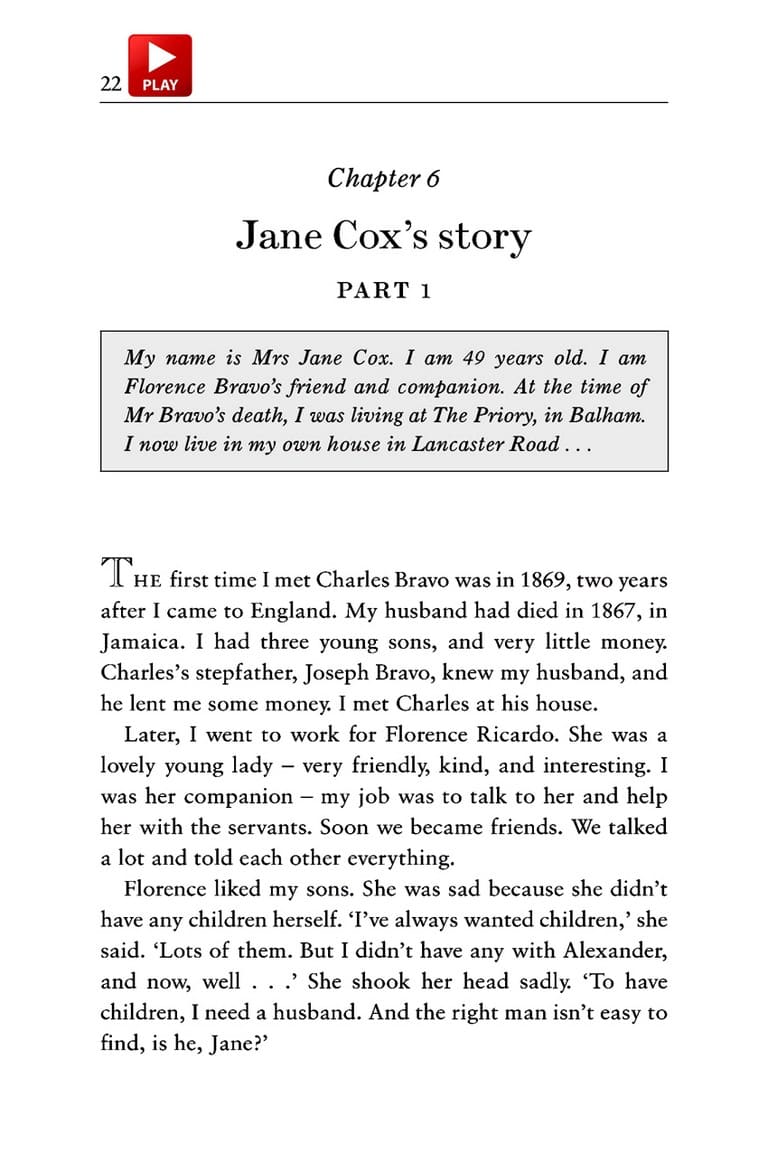 22 PLAY
Chapter 6
Jane Cox’s story
PART 1
My name is Mrs Jane Cox. I am 49 years old. I am
Florence Bravo’s friend and companion. At the time of
Mr Bravo’s death, I was living at The Priory, in Balham.
I now live in my own house in Lancaster Road . . .
THE first time I met Charles Bravo was in 1869, two years
after I came to England. My husband had died in 1867, in
Jamaica. I had three young sons, and very little money.
Charles’s stepfather, Joseph Bravo, knew my husband, and
he lent me some money. I met Charles at his house.
Later, I went to work for Florence Ricardo. She was a
lovely young lady – very friendly, kind, and interesting. I
was her companion – my job was to talk to her and help
her with the servants. Soon we became friends. We talked
a lot and told each other everything.
Florence liked my sons. She was sad because she didn’t
have any children herself. ‘I’ve always wanted children,’ she
said. ‘Lots of them. But I didn’t have any with Alexander,
and now, well . . .’ She shook her head sadly. ‘To have
children, I need a husband. And the right man isn’t easy to
find, is he, Jane?’